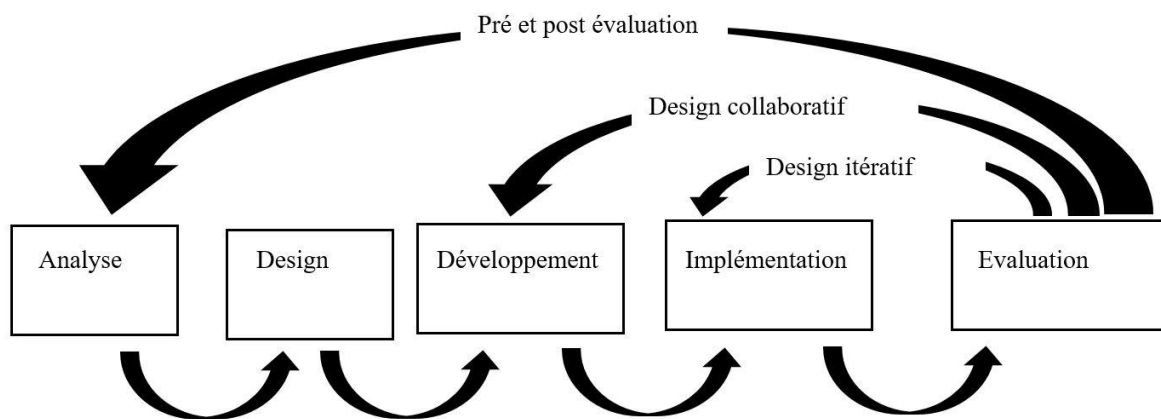 Pré et post évaluation
Design collaboratif
Design itératif
Analyse
Design
Développement
Implémentation
Evaluation